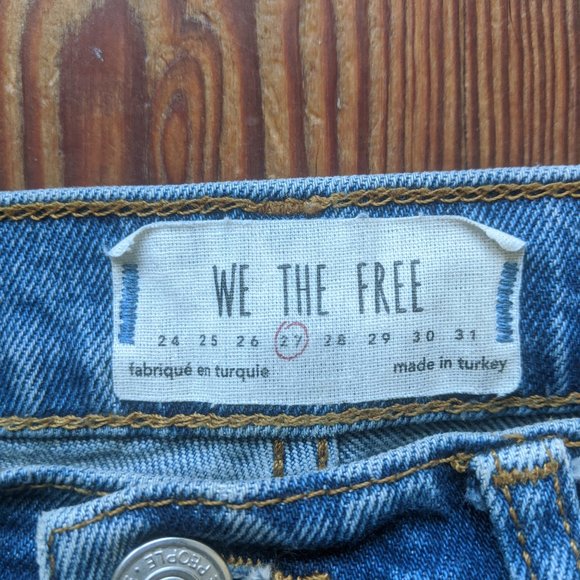 WE THE FREE
24 25 26 27 28 29 30 31
fabriqué en turquie made in turkey
PEOPLE